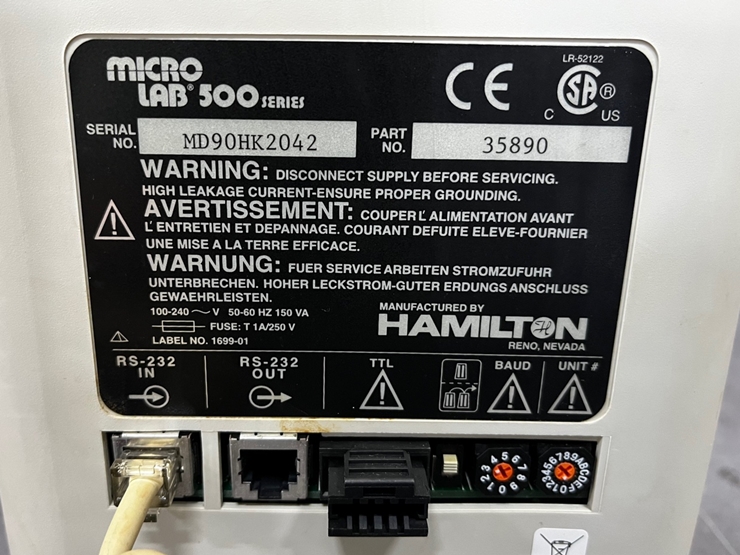 MICRO
LAB® 500 SERIES
LR-52122
CE
SA ®
C US
SERIAL NO. MD90HK2042 PART NO. 35890
WARNING: DISCONNECT SUPPLY BEFORE SERVICING.
HIGH LEAKAGE CURRENT-ENSURE PROPER GROUNDING.
AVERTISSEMENT: COUPER L' ALIMENTATION AVANT
L' ENTRETIEN ET DEPANNAGE. COURANT DEFUITE ELEVE-FOURNIER
UNE MISE A LA TERRE EFFICACE.
WARNUNG: FUER SERVICE ARBEITEN STROMZUFUHR
UNTERBRECHEN. HOHER LECKSTROM-GUTER ERDUNGS ANSCHLUSS
GEWAEHRLEISTEN.
100-240 ~ V 50-60 HZ 150 VA
FUSE: T 1A/250 V
LABEL NO. 1699-01
MANUFACTURED BY
HAMILTON
RENO, NEVADA
RS-232 IN
RS-232 OUT
TTL
BAUD
UNIT #